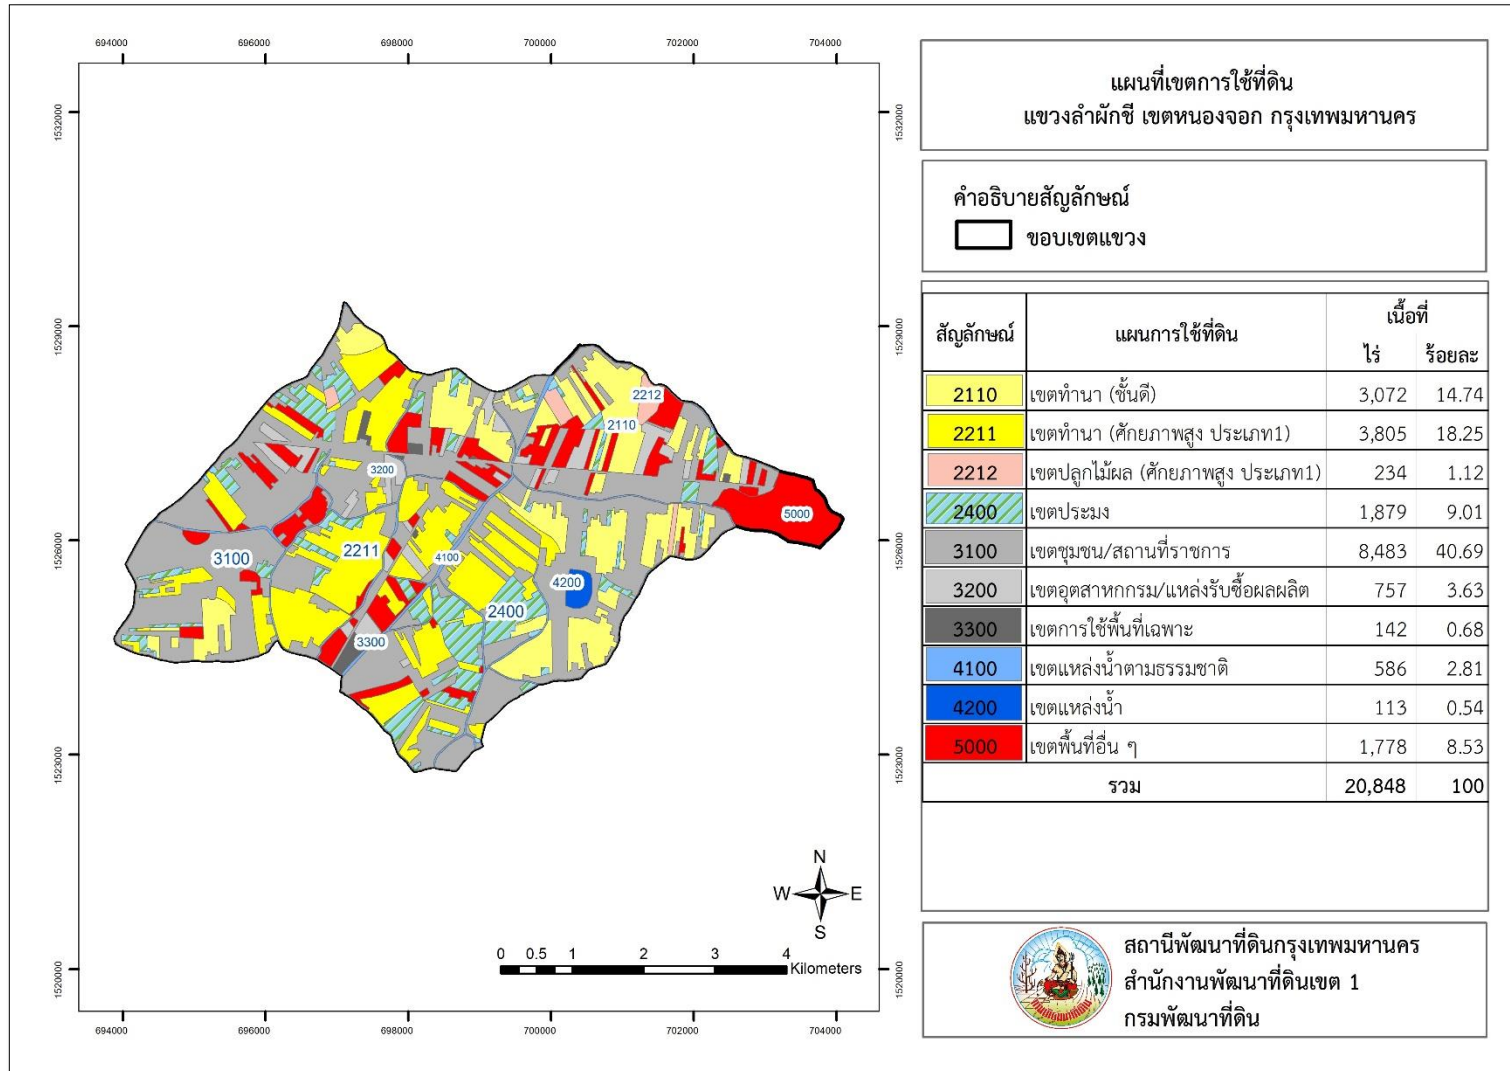 694000 696000 698000 700000 702000 704000
1532000 1532000
1529000 1529000
1526000 1526000
1523000 1523000
1520000 1520000
2212
2110
3200
5000
2211
3100
4100
4200
2400
3300
N
W E
S
0 0.5 1 2 3 4
Kilometers
694000 696000 698000 700000 702000 704000
แผนที่เขตการใช้ที่ดิน
แขวงลำผักชี เขตหนองจอก กรุงเทพมหานคร
คำอธิบายสัญลักษณ์
ขอบเขตแขวง
สัญลักษณ์ แผนการใช้ที่ดิน เนื้อที่
ไร่ ร้อยละ
2110 เขตทำนา (ชั้นดี) 3,072 14.74
2211 เขตทำนา (ศักยภาพสูง ประเภท1) 3,805 18.25
2212 เขตปลูกไม้ผล (ศักยภาพสูง ประเภท1) 234 1.12
2400 เขตประมง 1,879 9.01
3100 เขตชุมชน/สถานที่ราชการ 8,483 40.69
3200 เขตอุตสาหกกรม/แหล่งรับซื้อผลผลิต 757 3.63
3300 เขตการใช้พื้นที่เฉพาะ 142 0.68
4100 เขตแหล่งน้ำตามธรรมชาติ 586 2.81
4200 เขตแหล่งน้ำ 113 0.54
5000 เขตพื้นที่อื่น ๆ 1,778 8.53
รวม 20,848 100
สถานีพัฒนาที่ดินกรุงเทพมหานคร
สำนักงานพัฒนาที่ดินเขต 1
กรมพัฒนาที่ดิน